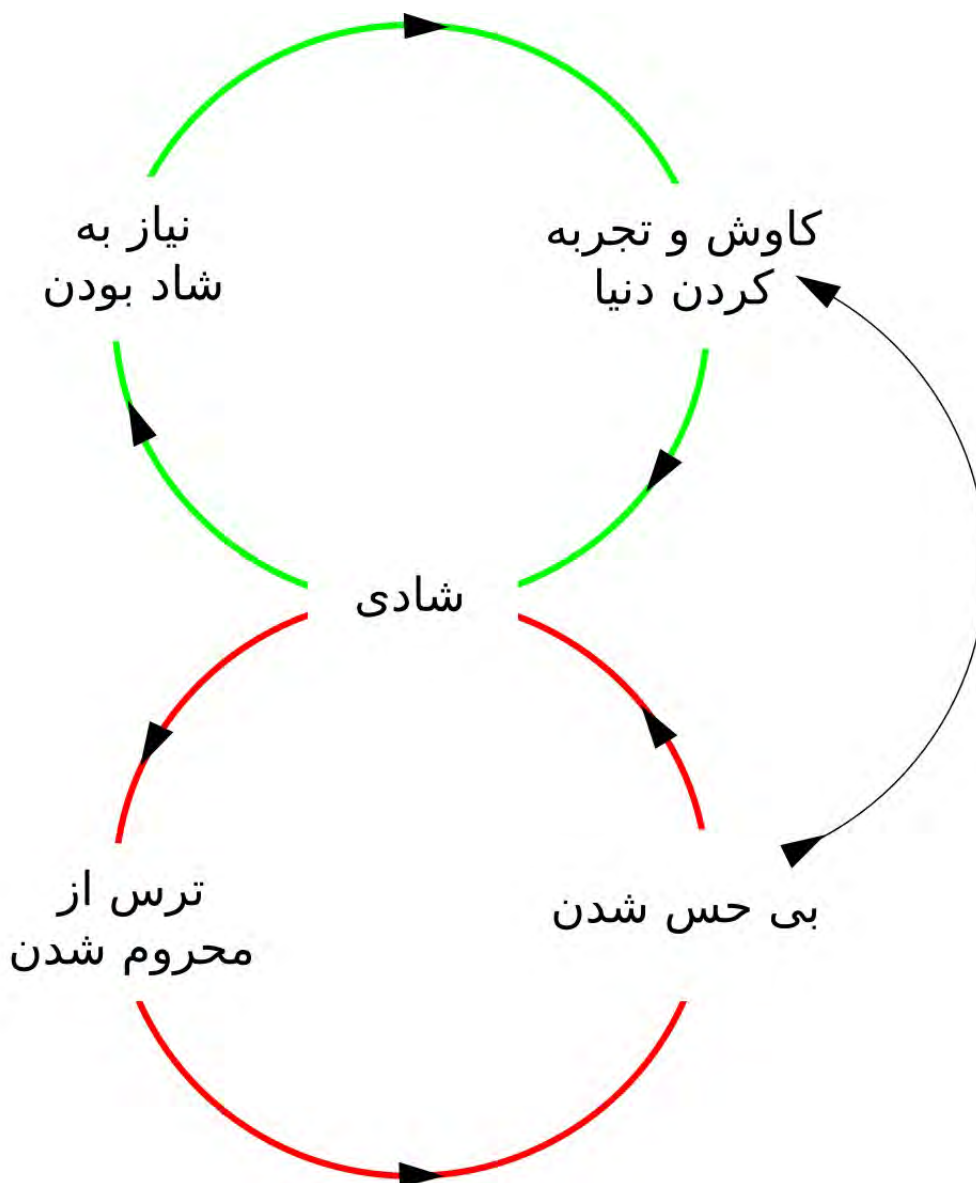 نیاز به
شاد بودن
کاوش و تجربه
کردن دنیا
شادی
ترس از
محروم شدن
بی حس شدن